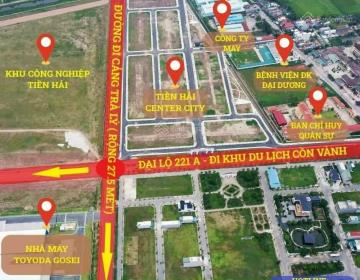 CÔNG TY
MAY
KHU CÔNG NGHIỆP
TIỀN HẢI
BỆNH VIỆN ĐK
ĐẠI DƯƠNG
TIỀN HẢI
CENTER CITY
BAN CHỈ HUY
QUÂN SỰ
ĐƯỜNG ĐI CẢNG TRÀ LÝ ( RỘNG 27.5 MÉT)
ĐẠI LỘ 221 A - ĐI KHU DU LỊCH CỒN VÀNH
NHÀ MÁY
TOYODA GOSEI
HOTLINE